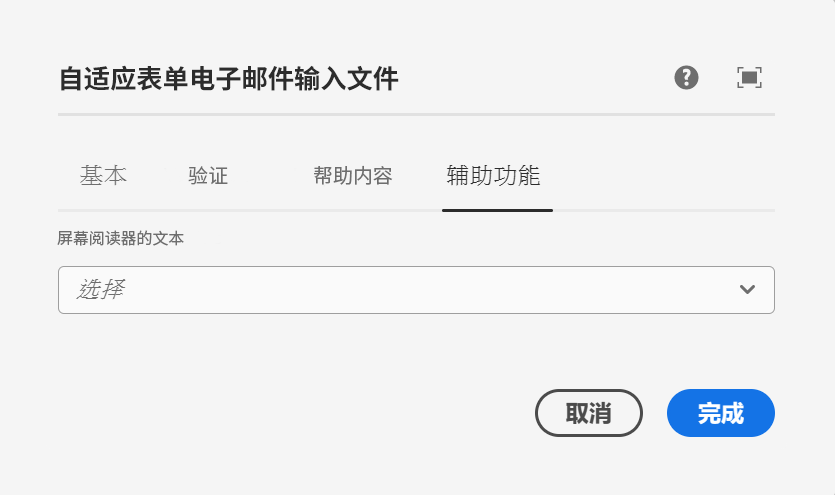 自适应表单电子邮件输入文件
基本 验证 帮助内容 辅助功能
屏幕阅读器的文本
选择
取消 完成